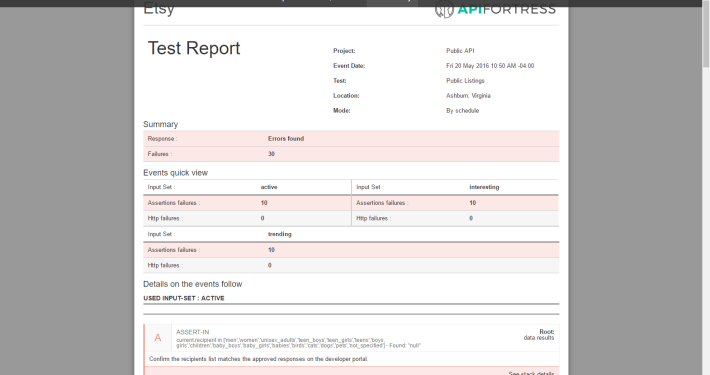 Etsy
APIFORTRESS
Test Report
Project: Public API
Event Date: Fri 20 May 2016 10:50 AM -04:00
Test: Public Listings
Location: Ashburn, Virginia
Mode: By schedule
Summary
Response : Errors found
Failures : 30
Events quick view
Input Set : active Input Set : interesting
Assertions failures : 10 Assertions failures : 10
Http failures : 0 Http failures : 0
Input Set : trending
Assertions failures : 10
Http failures : 0
Details on the events follow
USED INPUT-SET : ACTIVE
A
ASSERT-IN Root:
current.recipient in ['men','women','unisex_adults','teen_boys','teen_girls','teens','boys, data results
girls','children','baby_boys','baby_girls','babies','birds','cats','dogs','pets','not_specified'] - Found: "null"
Confirm the recipients list matches the approved responses on the developer portal.
See stack details